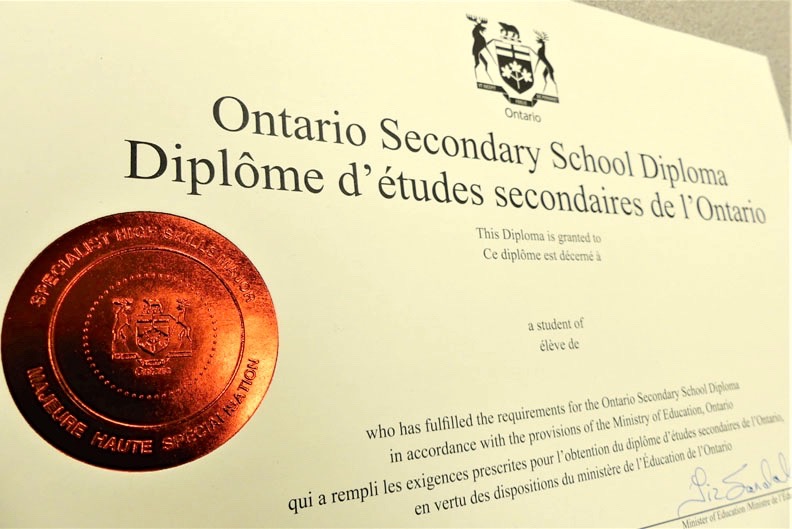 Ontario
Ontario Secondary School Diploma
Diplôme d'études secondaires de l'Ontario
This Diploma is granted to
Ce diplôme est décerné à
a student of
élève de
who has fulfilled the requirements for the Ontario Secondary School Diploma
in accordance with the provisions of the Ministry of Education, Ontario
qui a rempli les exigences prescrites pour l'obtention du diplôme d'études secondaires de l'Ontario,
en vertu des dispositions du ministère de l'Éducation de l'Ontario
Minister of Education /Ministre de l'Édu
SPECIALIST HIGH SKILLS MAJOR
MAJEURE HAUTE SPÉCIALISATION